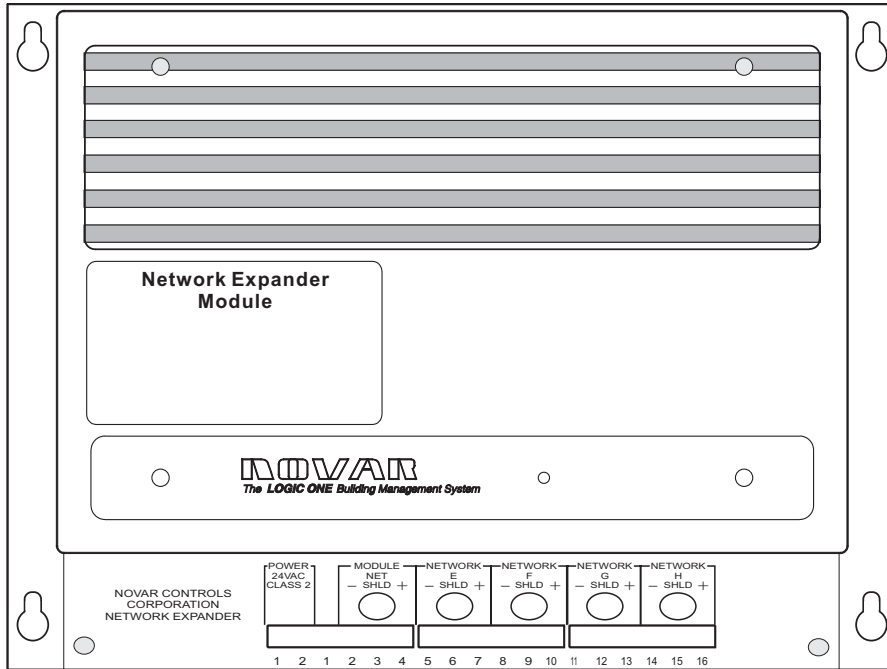 Network Expander
Module
NOVAR
The LOGIC ONE Building Management System
NOVAR CONTROLS
CORPORATION
NETWORK EXPANDER
POWER
24VAC
CLASS 2
MODULE
NET
– SHLD +
NETWORK
E
– SHLD +
NETWORK
F
– SHLD +
NETWORK
G
– SHLD +
NETWORK
H
– SHLD +
1 2 1 2 3 4 5 6 7 8 9 10 11 12 13 14 15 16